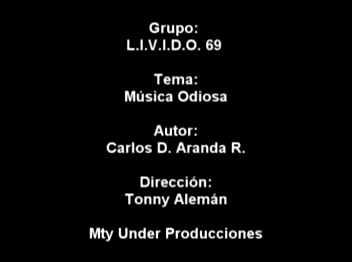 Grupo:
L.I.V.I.D.O. 69
Tema:
Música Odiosa
Autor:
Carlos D. Aranda R.
Dirección:
Tonny Alemán
Mty Under Producciones